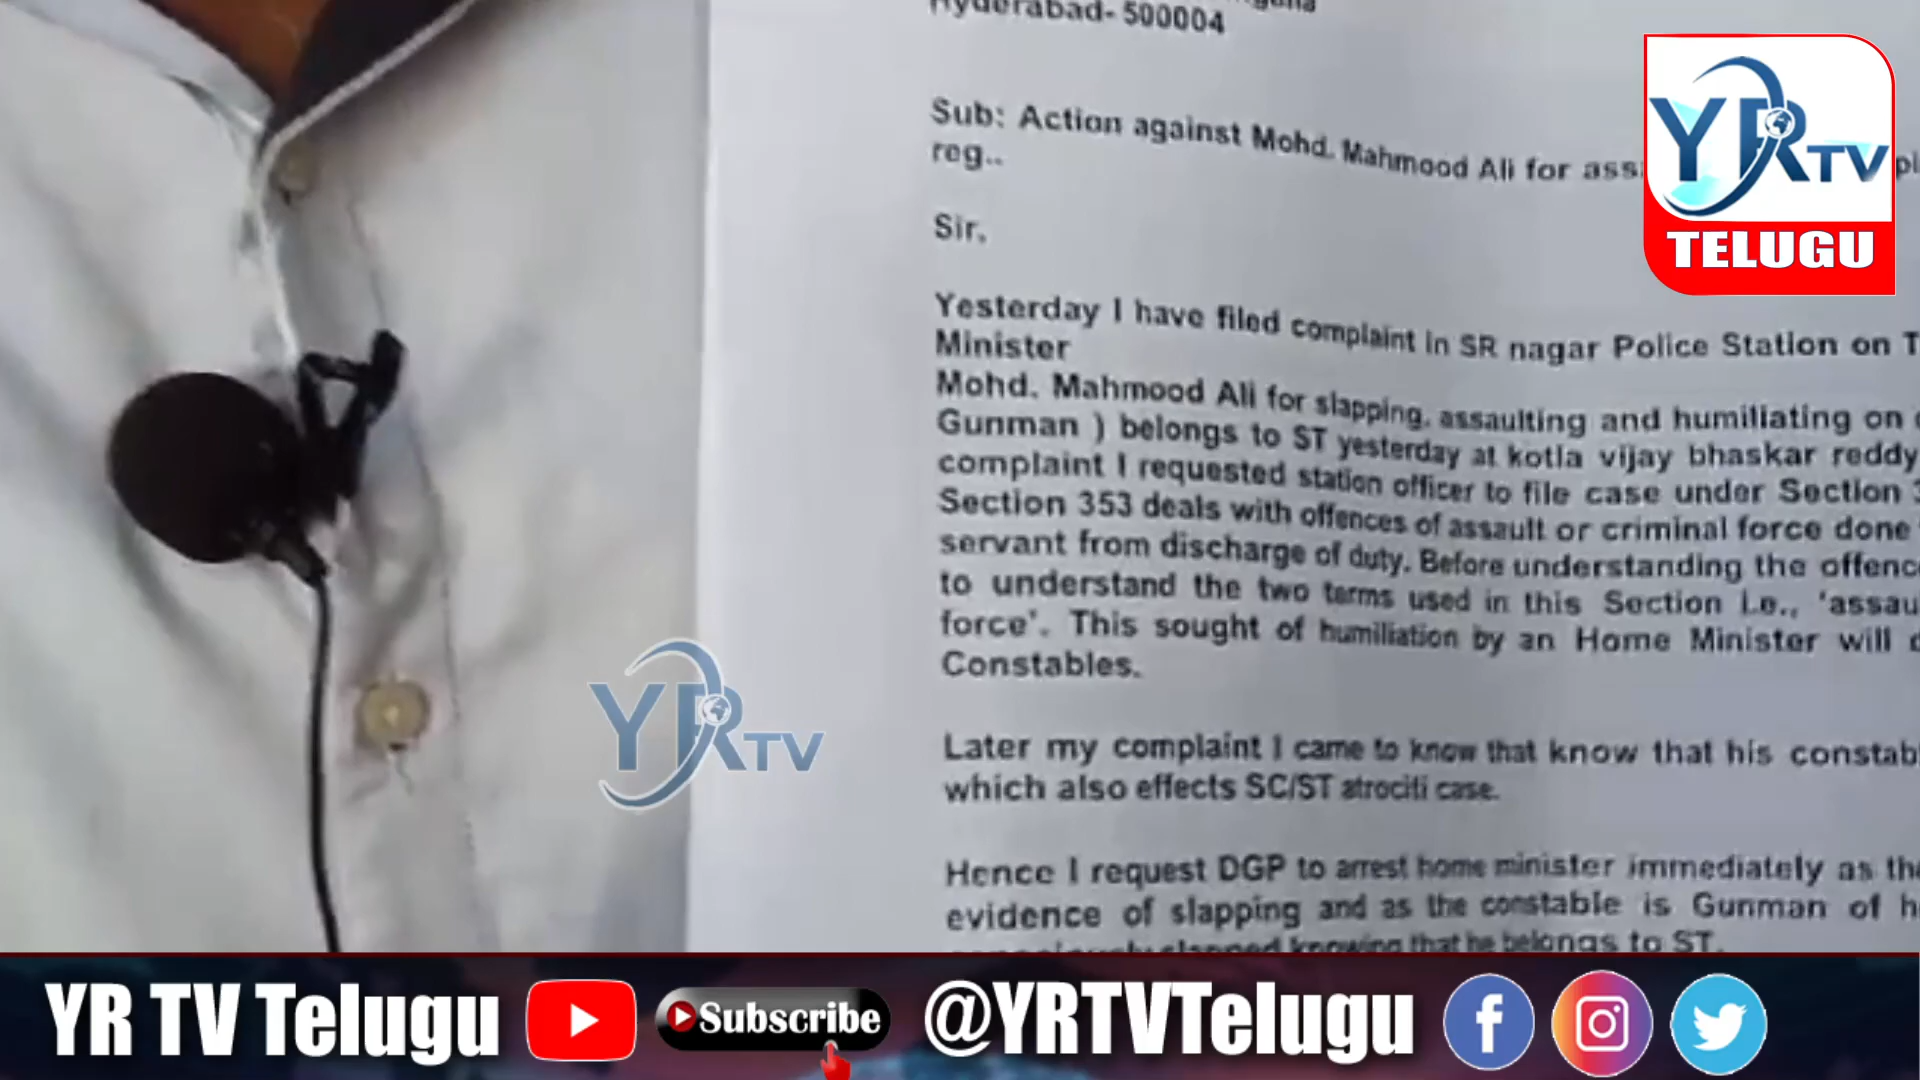 Hyderabad- 500004
Sub: Action against Mohd. Mahmood Ali for
reg..
Sir,
Yesterday I have filed complaint in SR nagar Police Station on
Minister
Mohd. Mahmood Ali for slapping, assaulting and humiliating on
Gunman ) belongs to ST yesterday at kotla vijay bhaskar reddy
complaint I requested station officer to file case under Section
Section 353 deals with offences of assault or criminal force done
servant from discharge of duty. Before understanding the
to understand the two terms used in this Section i.e.,
force'. This sought of humiliation by an Home Minister will
Constables.
Later my complaint I came to know that know that his
which also effects SC/ST atrociti case.
Hence I request DGP to arrest home minister immediately as
evidence of slapping and as the constable is Gunman of
slapped knowing that he belongs to ST.
YRTV
TELUGU
YRTV
YR TV Telugu
Subscribe
@YRTVTelugu